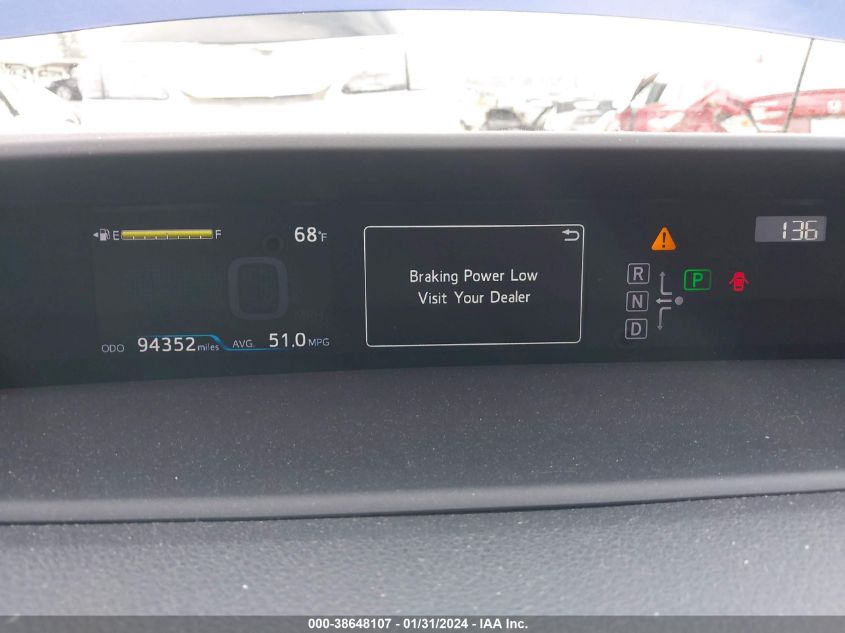 E F 68°F
136
Braking Power Low
Visit Your Dealer
R
P
N
D
0
ODO 94352 miles AVG. 51.0 MPG
000-38648107 - 01/31/2024 - IAA Inc.